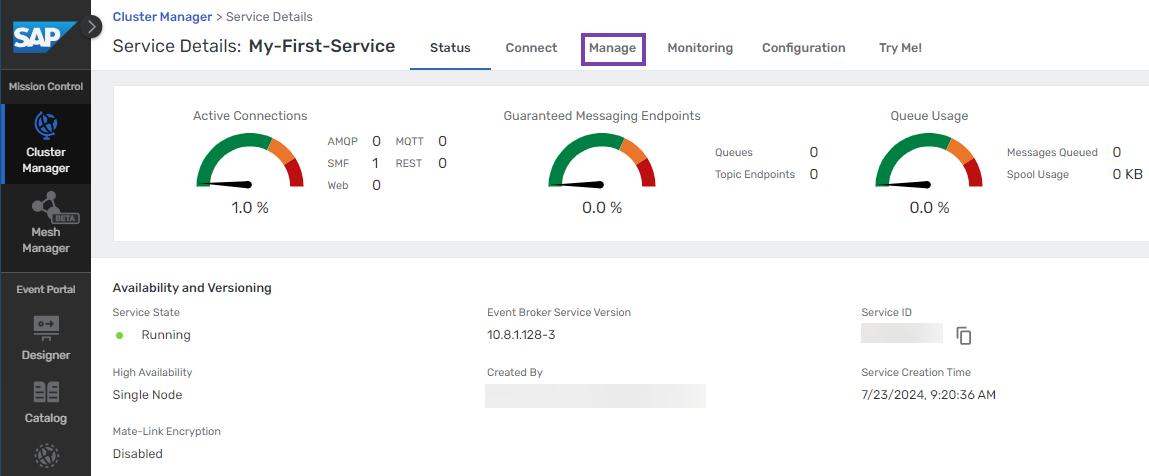 SAP
Cluster Manager > Service Details
Service Details: My-First-Service
Status Connect Manage Monitoring Configuration Try Me!
Mission Control
Cluster
Manager
BETA
Mesh
Manager
Event Portal
Designer
Catalog
Active Connections
AMQP 0 MQTT 0
SMF 1 REST 0
Web 0
1.0 %
Guaranteed Messaging Endpoints
Queues 0
Topic Endpoints 0
0.0 %
Queue Usage
Messages Queued 0
Spool Usage 0 KB
0.0 %
Availability and Versioning
Service State Event Broker Service Version Service ID
Running 10.8.1.128-3
High Availability Created By Service Creation Time
Single Node 7/23/2024, 9:20:36 AM
Mate-Link Encryption
Disabled